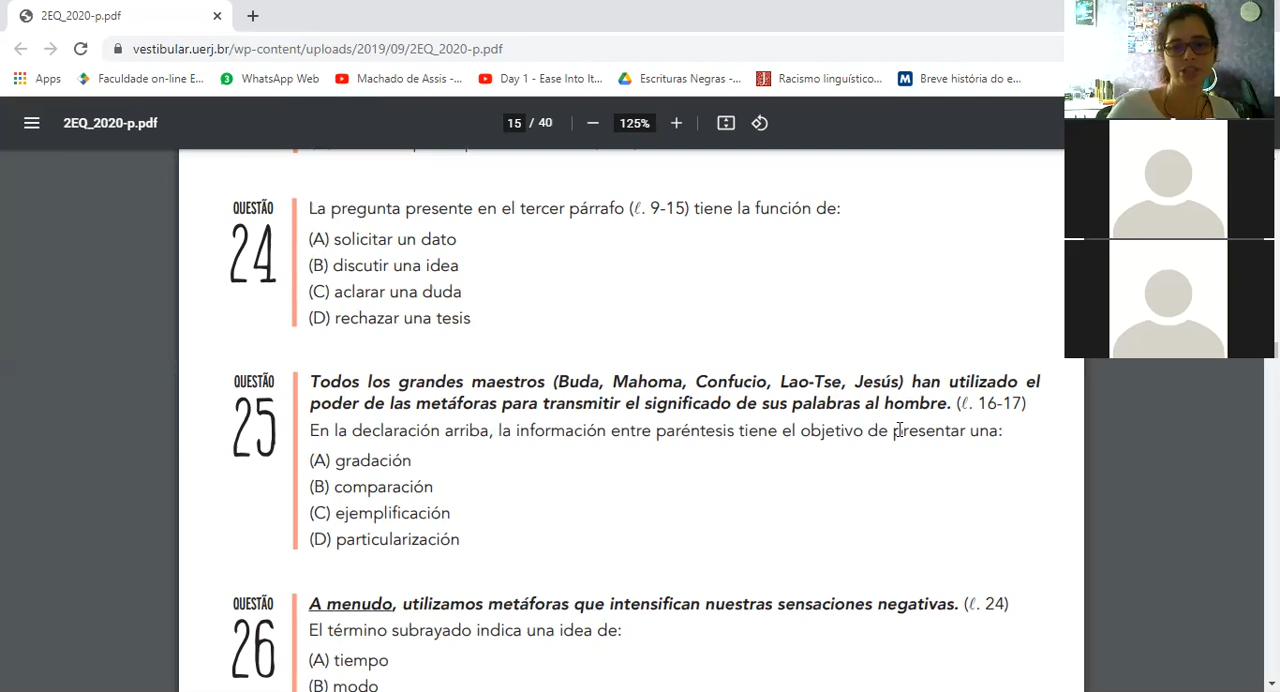 2EQ_2020-p.pdf
vestibular.uerj.br/wp-content/uploads/2019/09/2EQ_2020-p.pdf
Apps Faculdade on-line E... WhatsApp Web Machado de Assis -... Day 1 - Ease Into It... Escrituras Negras -... Racismo linguístico... Breve história do e...
2EQ_2020-p.pdf 15 / 40 125%
QUESTÃO 24
La pregunta presente en el tercer párrafo (ℓ. 9-15) tiene la función de:
(A) solicitar un dato
(B) discutir una idea
(C) aclarar una duda
(D) rechazar una tesis
QUESTÃO 25
Todos los grandes maestros (Buda, Mahoma, Confucio, Lao-Tse, Jesús) han utilizado el
poder de las metáforas para transmitir el significado de sus palabras al hombre. (ℓ. 16-17)
En la declaración arriba, la información entre paréntesis tiene el objetivo de presentar una:
(A) gradación
(B) comparación
(C) ejemplificación
(D) particularización
QUESTÃO 26
A menudo, utilizamos metáforas que intensifican nuestras sensaciones negativas. (ℓ. 24)
El término subrayado indica una idea de:
(A) tiempo
(B) modo